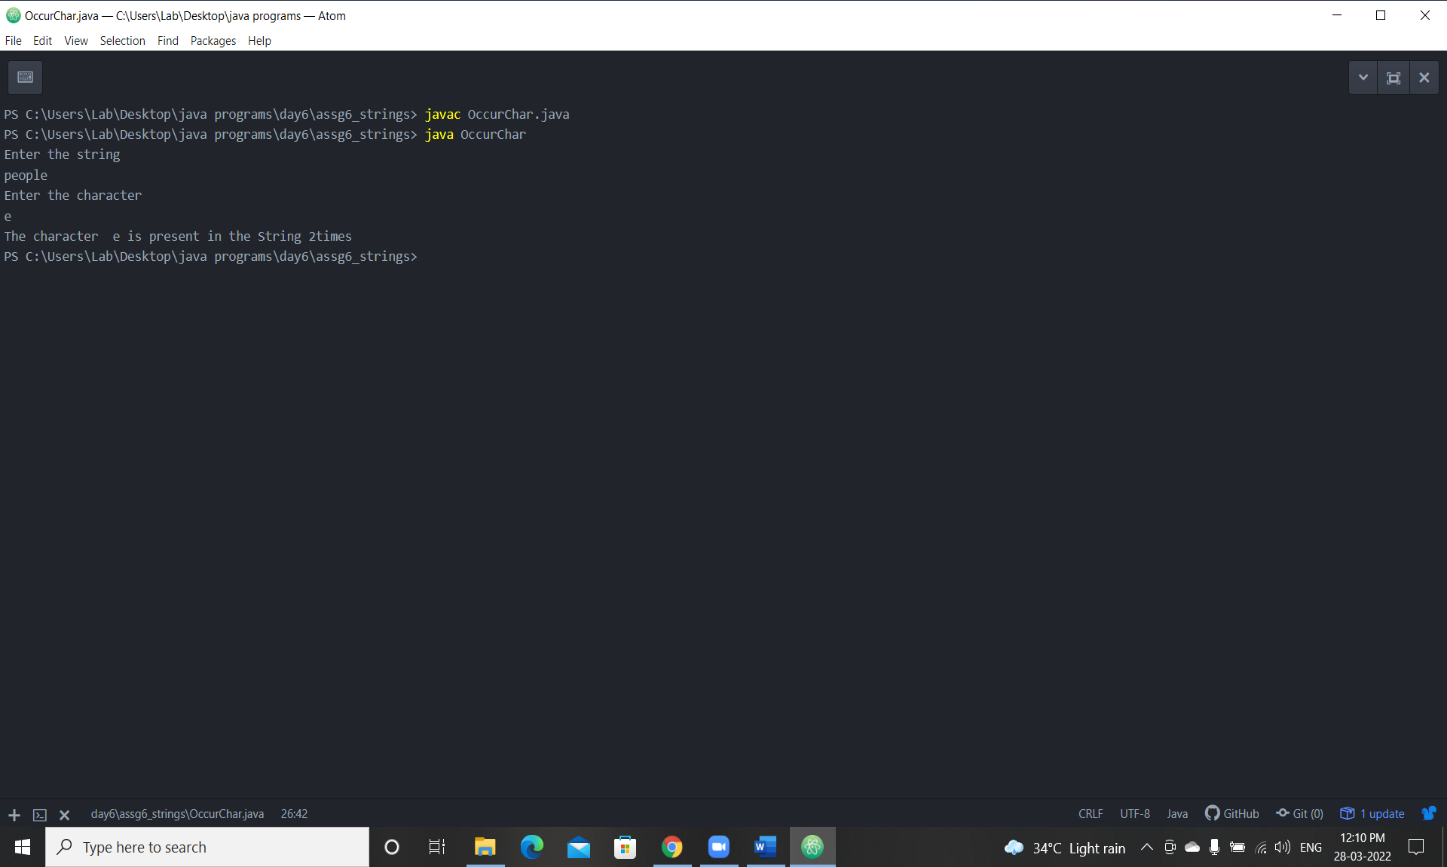 OccurChar.java — C:\Users\Lab\Desktop\java programs — Atom
File Edit View Selection Find Packages Help
PS C:\Users\Lab\Desktop\java programs\day6\assg6_strings> javac OccurChar.java
PS C:\Users\Lab\Desktop\java programs\day6\assg6_strings> java OccurChar
Enter the string
people
Enter the character
e
The character  e is present in the String 2times
PS C:\Users\Lab\Desktop\java programs\day6\assg6_strings>
day6\assg6_strings\OccurChar.java 26:42 CRLF UTF-8 Java GitHub Git (0) 1 update
Type here to search 34°C Light rain ENG 12:10 PM
28-03-2022